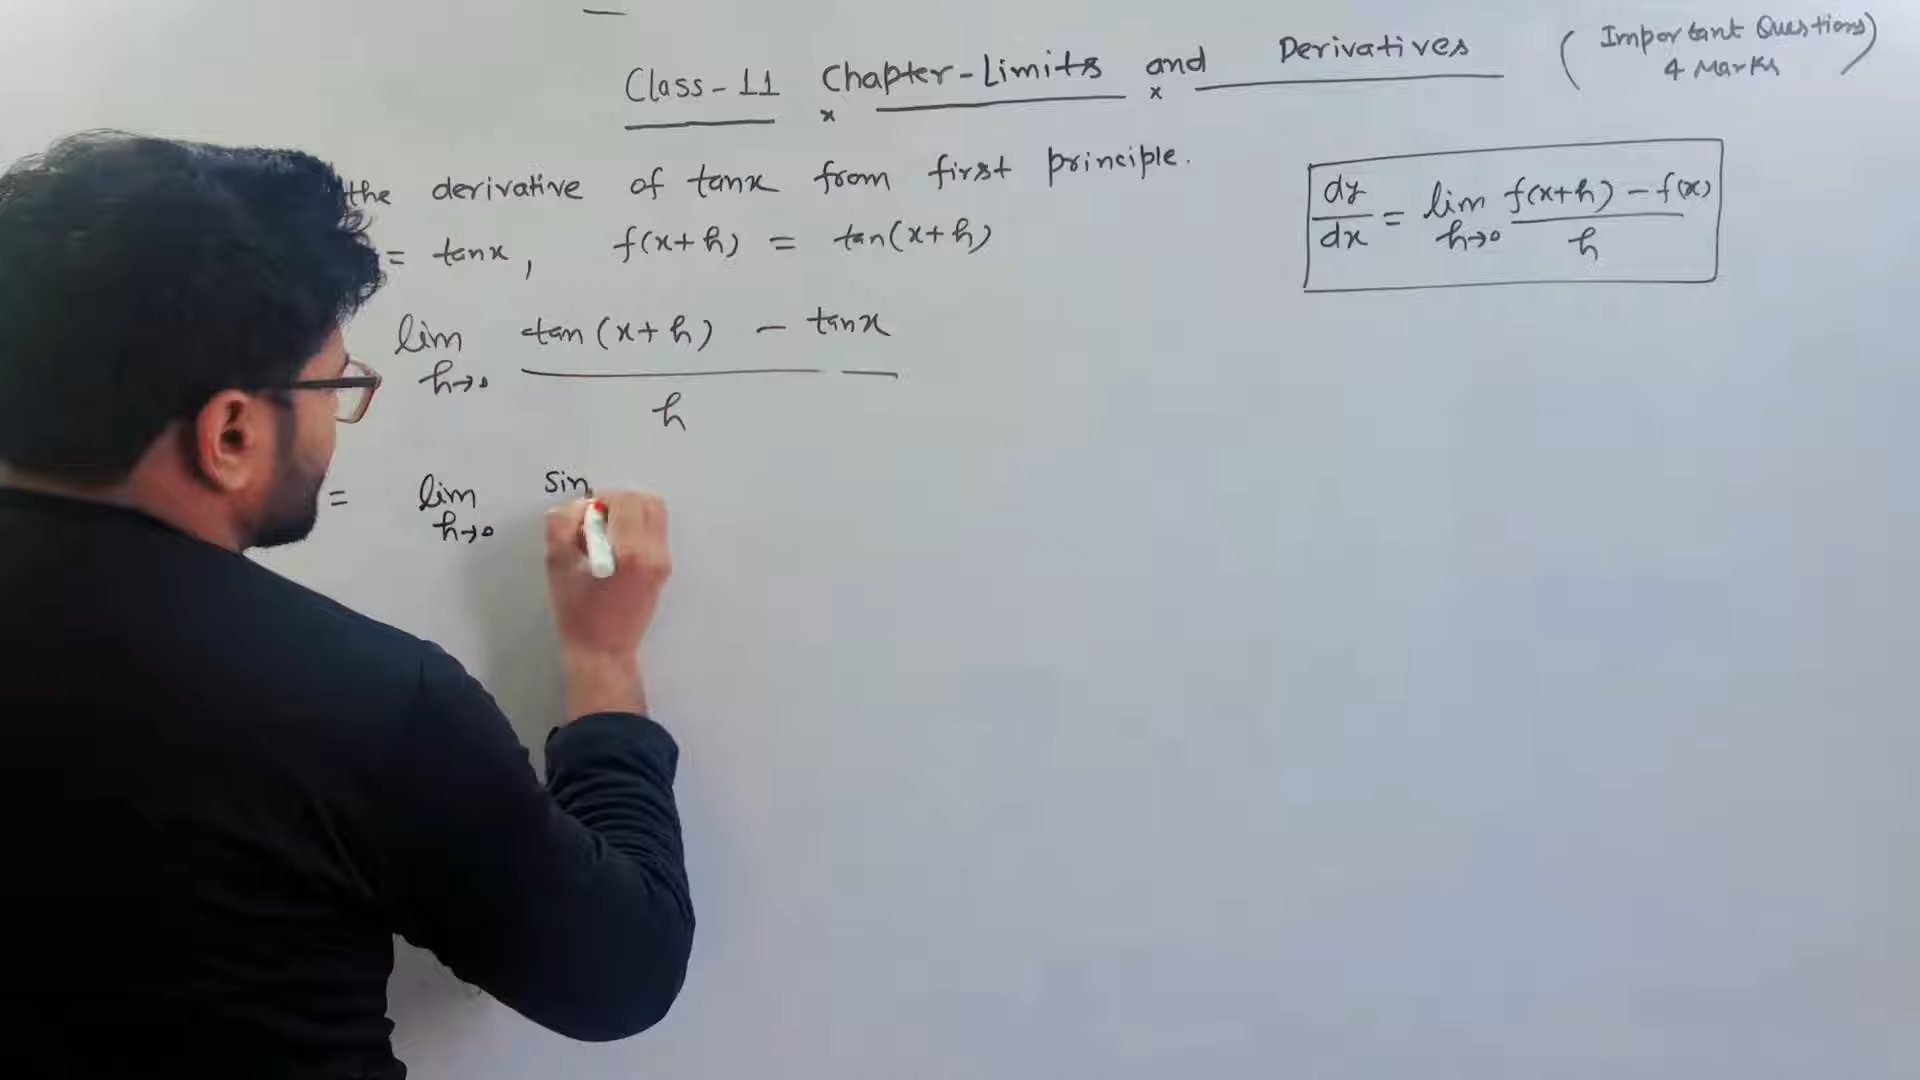 Class-11 Chapter-Limits and Derivatives (Important Questions)
4 Marks
the derivative of tanx from first principle.
= tanx, f(x+h) = tan(x+h)
dy/dx = lim h→0 f(x+h) - f(x) / h
lim h→0 tan(x+h) - tanx / h
= lim h→0 sin